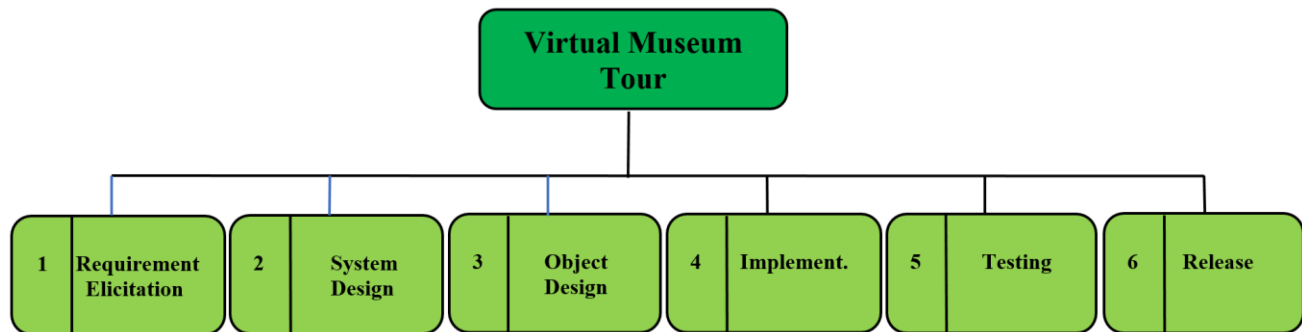 Virtual Museum
Tour
1
Requirement
Elicitation
2
System
Design
3
Object
Design
4
Implement.
5
Testing
6
Release